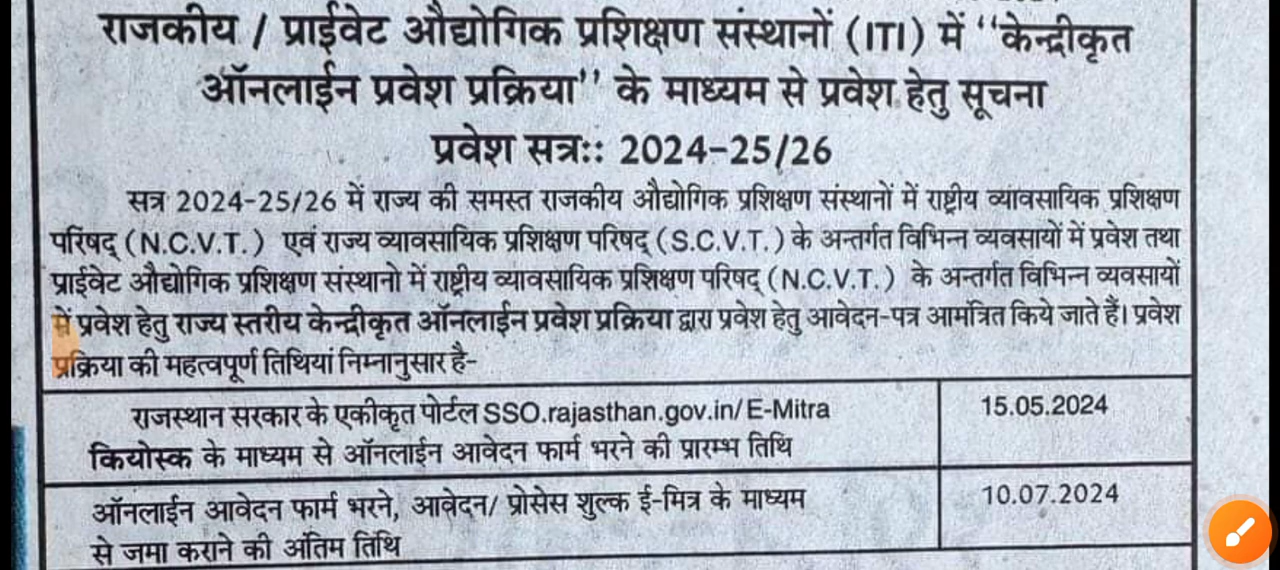 राजकीय / प्राईवेट औद्योगिक प्रशिक्षण संस्थानों (ITI) में ‘‘केन्द्रीकृत
ऑनलाईन प्रवेश प्रक्रिया’’ के माध्यम से प्रवेश हेतु सूचना
प्रवेश सत्रः: 2024-25/26
सत्र 2024-25/26 में राज्य की समस्त राजकीय औद्योगिक प्रशिक्षण संस्थानों में राष्ट्रीय व्यावसायिक प्रशिक्षण
परिषद् (N.C.V.T.) एवं राज्य व्यावसायिक प्रशिक्षण परिषद् (S.C.V.T.) के अन्तर्गत विभिन्न व्यवसायों में प्रवेश तथा
प्राईवेट औद्योगिक प्रशिक्षण संस्थानो में राष्ट्रीय व्यावसायिक प्रशिक्षण परिषद् (N.C.V.T.) के अन्तर्गत विभिन्न व्यवसायों
में प्रवेश हेतु राज्य स्तरीय केन्द्रीकृत ऑनलाईन प्रवेश प्रक्रिया द्वारा प्रवेश हेतु आवेदन-पत्र आमंत्रित किये जाते हैं। प्रवेश
प्रक्रिया की महत्वपूर्ण तिथियां निम्नानुसार है-
राजस्थान सरकार के एकीकृत पोर्टल SSO.rajasthan.gov.in/ E-Mitra 15.05.2024
कियोस्क के माध्यम से ऑनलाईन आवेदन फार्म भरने की प्रारम्भ तिथि
ऑनलाईन आवेदन फार्म भरने, आवेदन/ प्रोसेस शुल्क ई-मित्र के माध्यम 10.07.2024
से जमा कराने की अंतिम तिथि